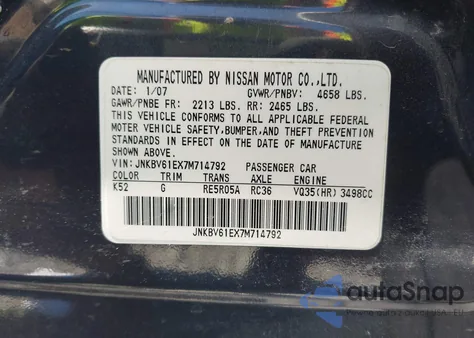 MANUFACTURED BY NISSAN MOTOR CO.,LTD.
DATE: 1/07 GVWR/PNBV: 4658 LBS.
GAWR/PNBE FR: 2213 LBS. RR: 2465 LBS.
THIS VEHICLE CONFORMS TO ALL APPLICABLE FEDERAL
MOTOR VEHICLE SAFETY,BUMPER,AND THEFT PREVENTION
STANDARDS IN EFFECT ON THE DATE OF MANUFACTURE
SHOWN ABOVE.
VIN: JNKBV61EX7M714792 PASSENGER CAR
COLOR TRIM TRANS AXLE ENGINE
K52 G RE5R05A RC36 VQ35(HR) 3498CC
JNKBV61EX7M714792
autaSnap